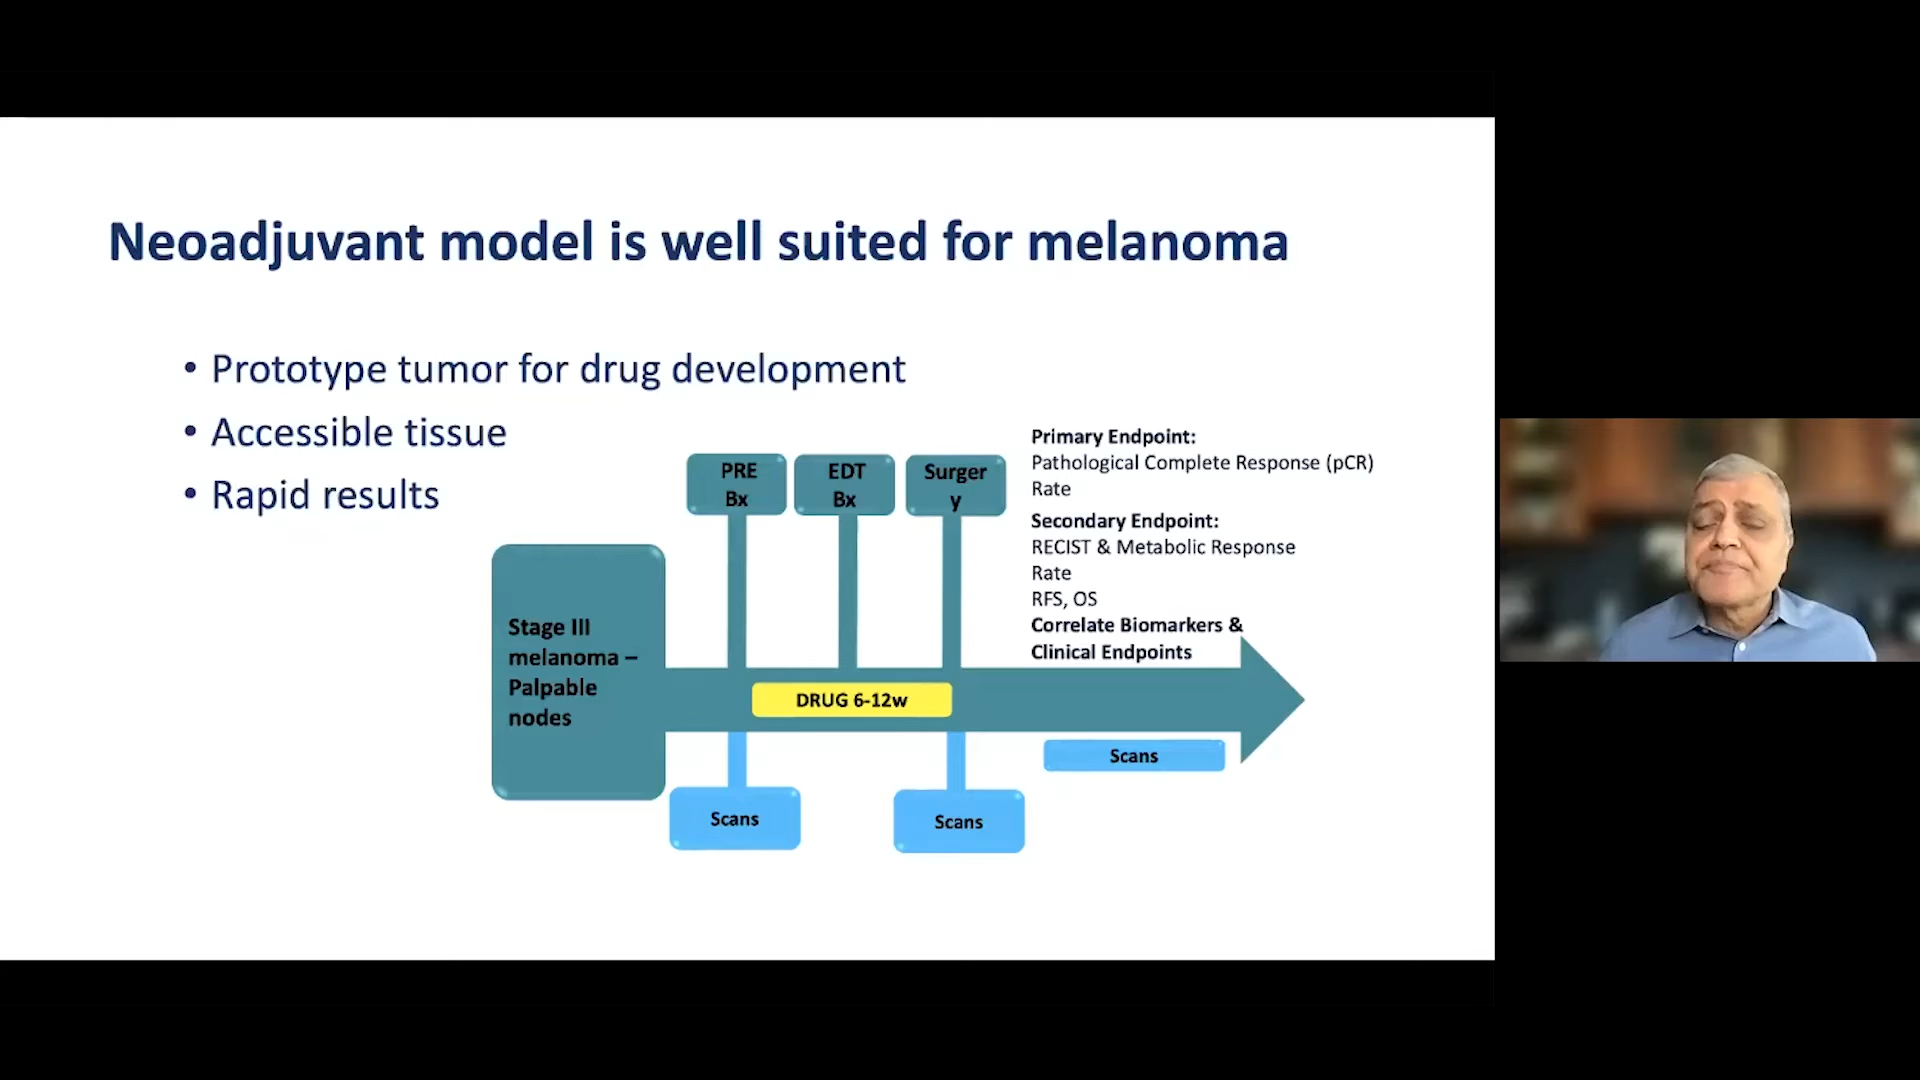 Neoadjuvant model is well suited for melanoma
• Prototype tumor for drug development
• Accessible tissue
• Rapid results
PRE
Bx
EDT
Bx
Surger
y
Primary Endpoint:
Pathological Complete Response (pCR)
Rate
Secondary Endpoint:
RECIST & Metabolic Response
Rate
RFS, OS
Correlate Biomarkers &
Clinical Endpoints
Stage III
melanoma –
Palpable
nodes
DRUG 6-12w
Scans
Scans
Scans